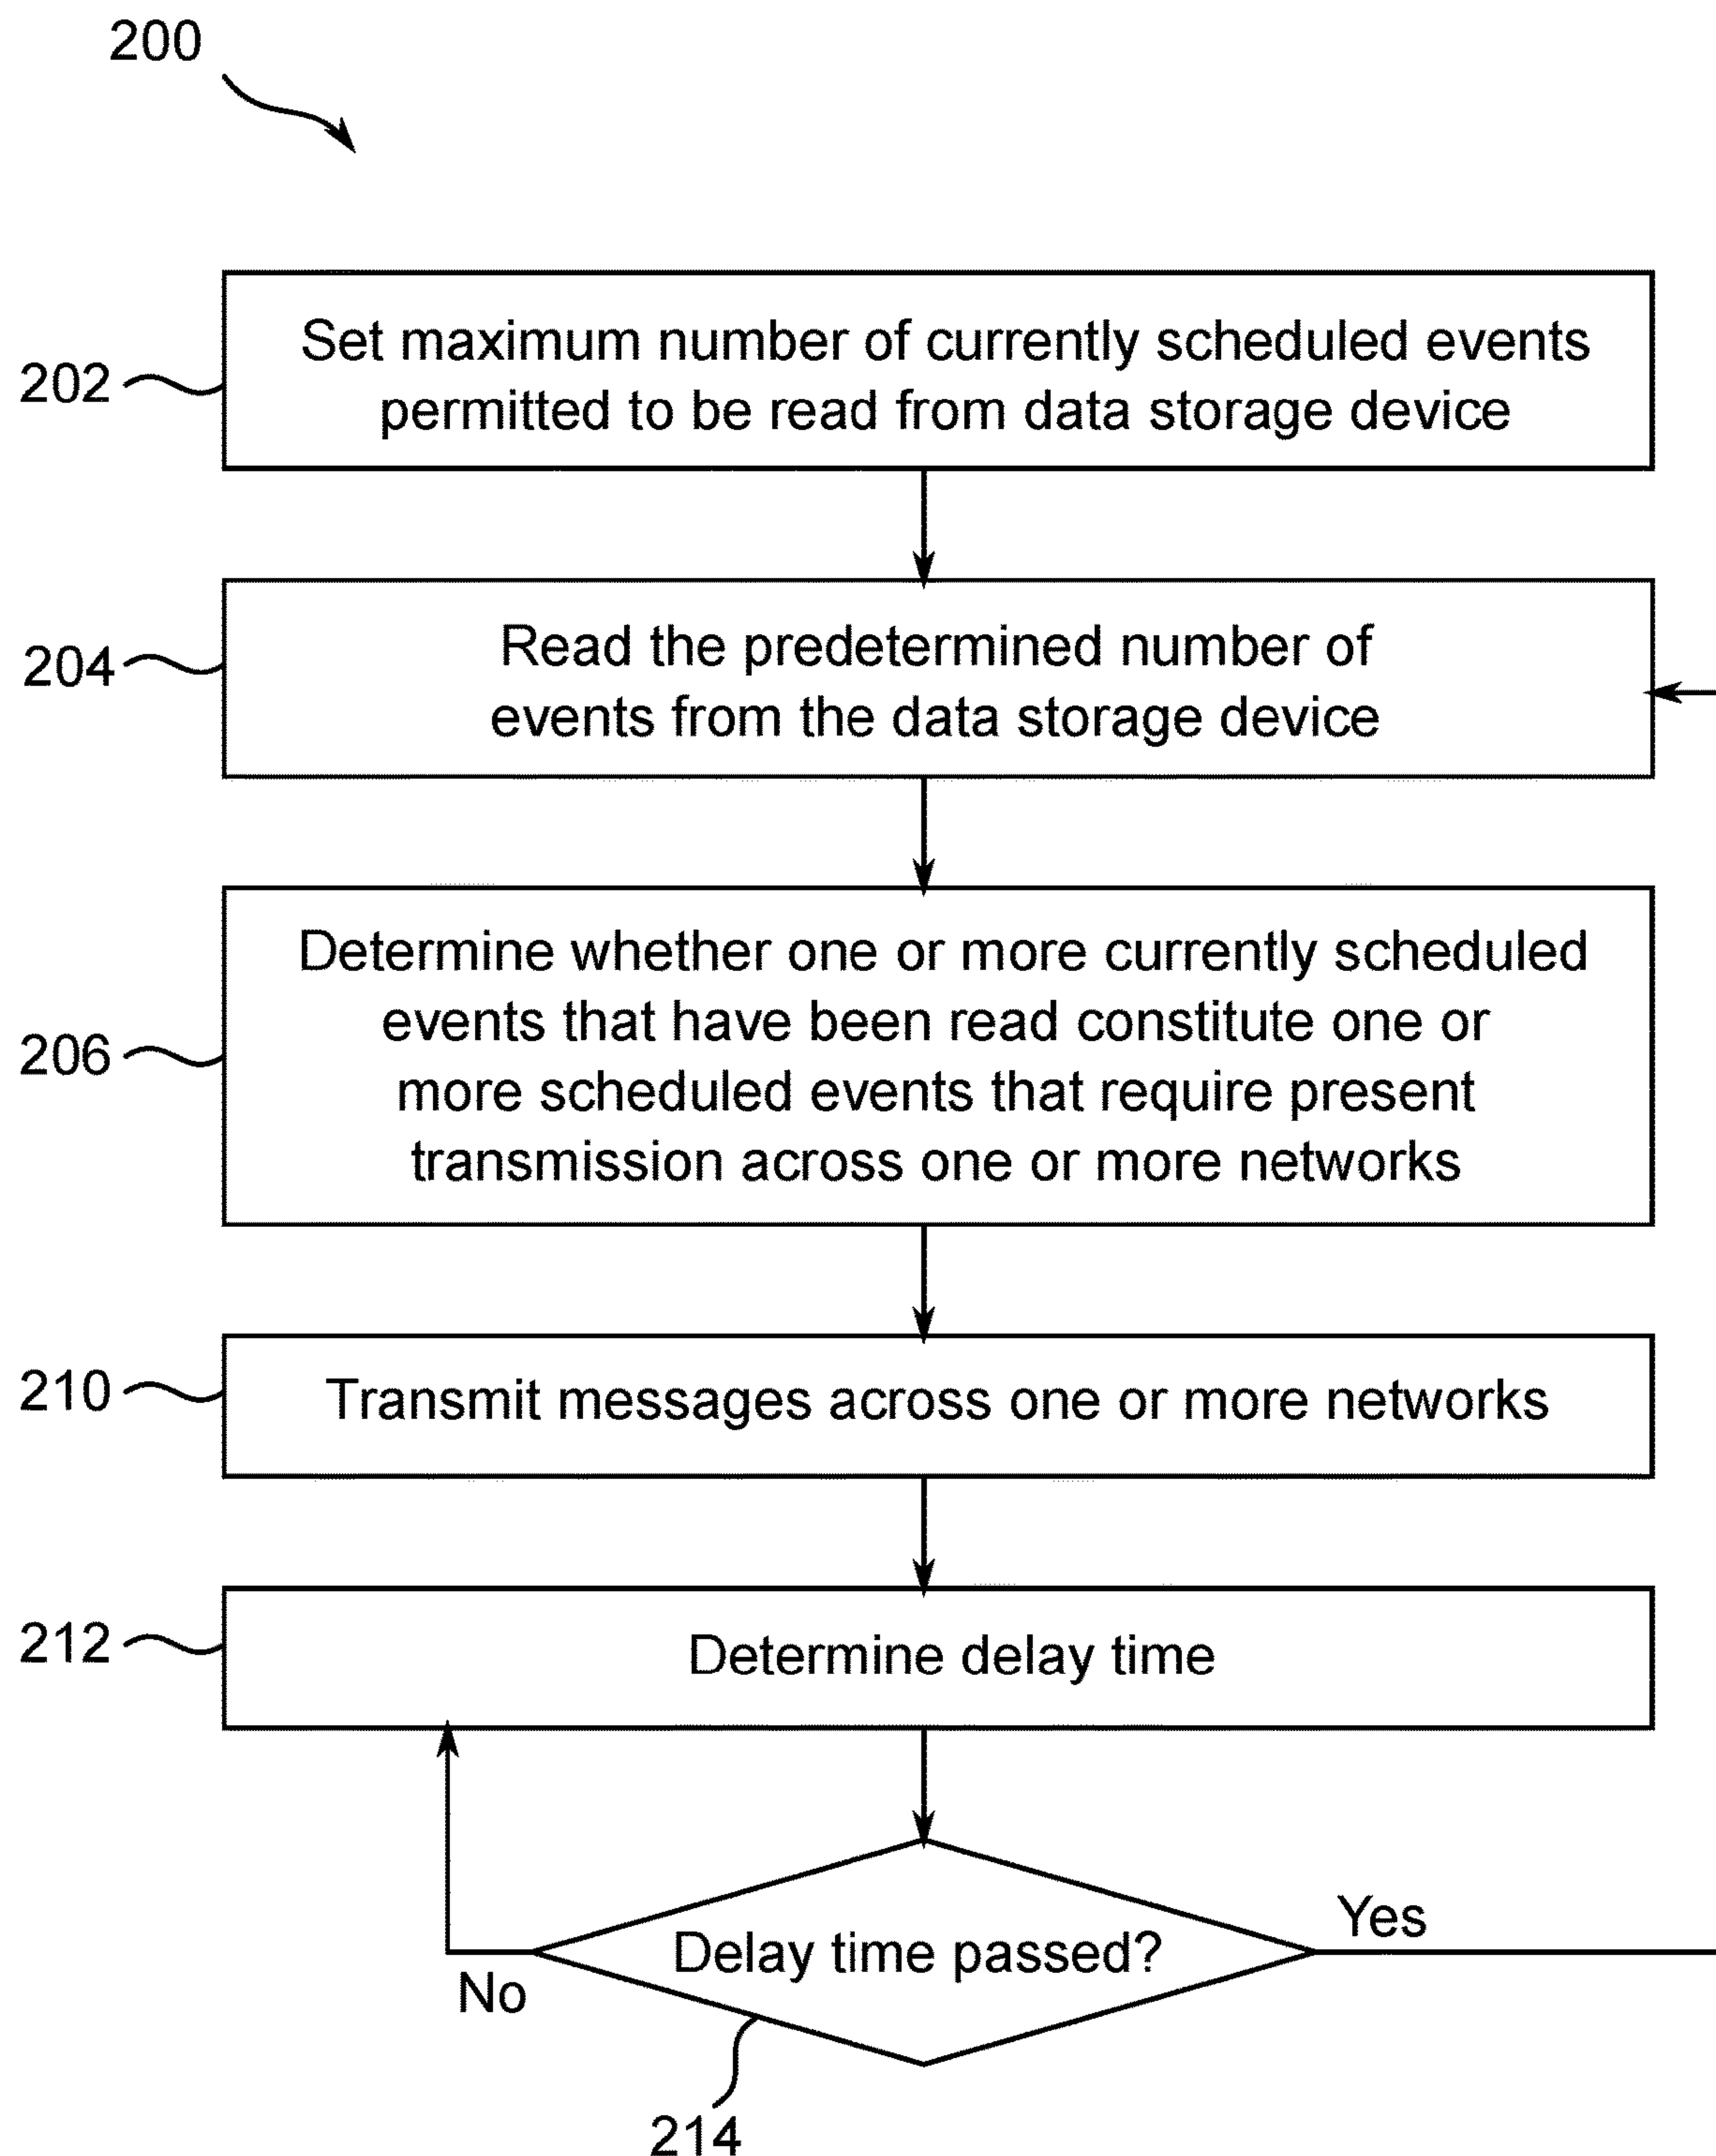 200
202
Set maximum number of currently scheduled events
permitted to be read from data storage device
204
Read the predetermined number of
events from the data storage device
206
Determine whether one or more currently scheduled
events that have been read constitute one or
more scheduled events that require present
transmission across one or more networks
210
Transmit messages across one or more networks
212
Determine delay time
Delay time passed?
Yes
No
214